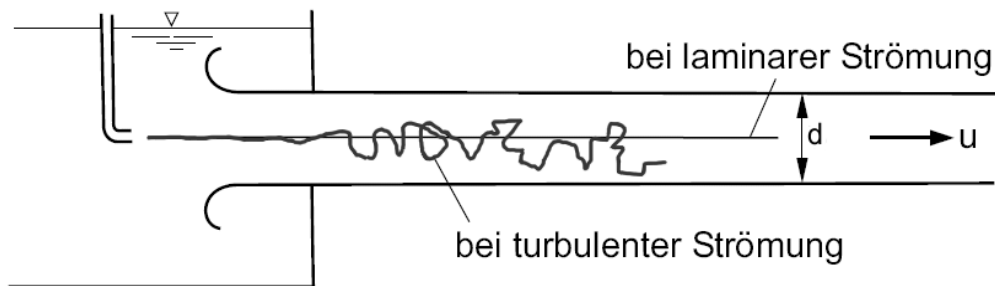 bei laminarer Strömung
d
u
bei turbulenter Strömung